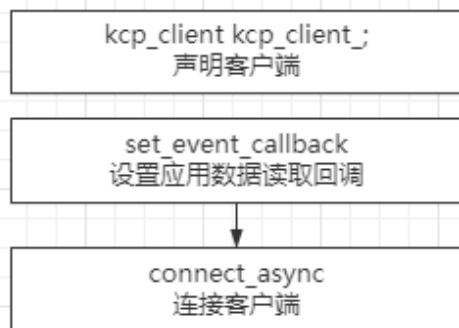 kcp_client kcp_client_;
声明客户端
set_event_callback
设置应用数据读取回调
connect_async
连接客户端